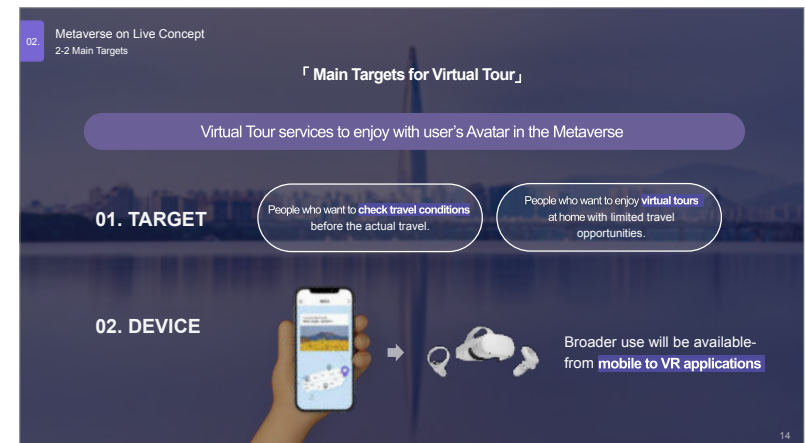 02.
Metaverse on Live Concept
2-2 Main Targets
「 Main Targets for Virtual Tour」
Virtual Tour services to enjoy with user's Avatar in the Metaverse
01. TARGET
People who want to check travel conditions
before the actual travel.
People who want to enjoy virtual tours
at home with limited travel
opportunities.
02. DEVICE
Broader use will be available-
from mobile to VR applications
14